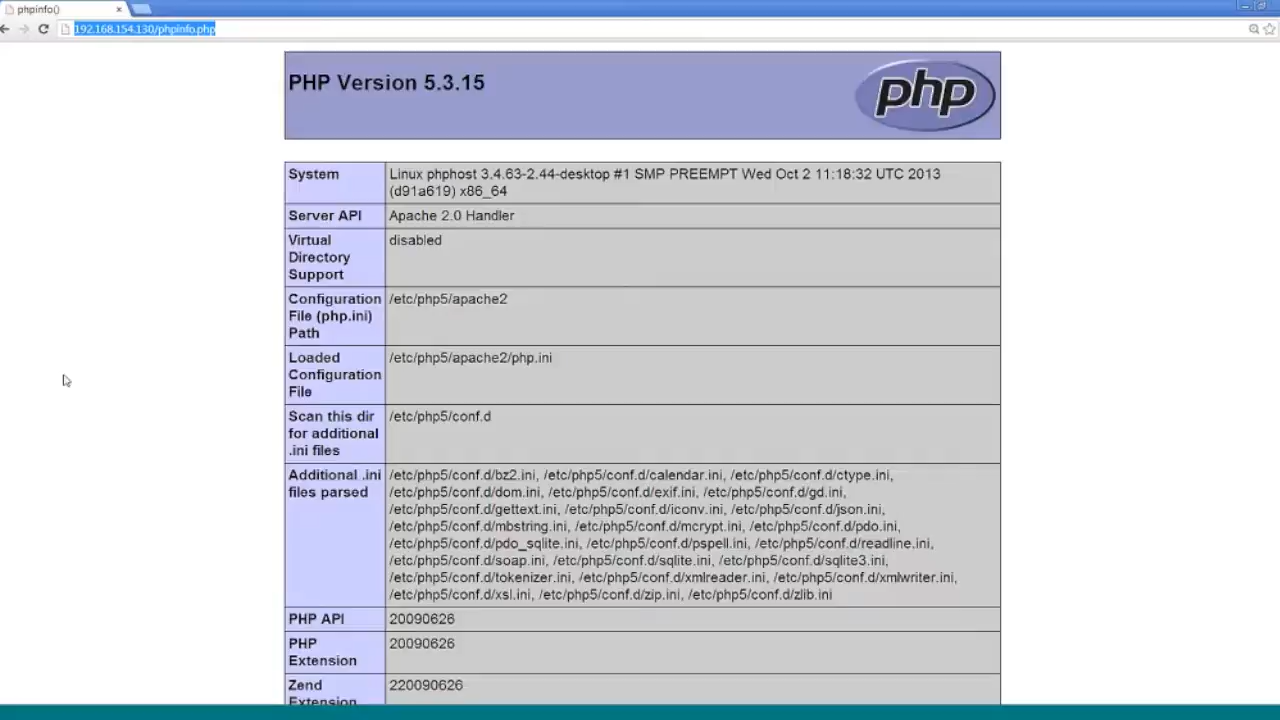 phpinfo()
192.168.154.130/phpinfo.php
PHP Version 5.3.15
php
System
Linux phphost 3.4.63-2.44-desktop #1 SMP PREEMPT Wed Oct 2 11:18:32 UTC 2013
(d91a619) x86_64
Server API
Apache 2.0 Handler
Virtual
Directory
Support
disabled
Configuration
File (php.ini)
Path
/etc/php5/apache2
Loaded
Configuration
File
/etc/php5/apache2/php.ini
Scan this dir
for additional
.ini files
/etc/php5/conf.d
Additional .ini
files parsed
/etc/php5/conf.d/bz2.ini, /etc/php5/conf.d/calendar.ini, /etc/php5/conf.d/ctype.ini,
/etc/php5/conf.d/dom.ini, /etc/php5/conf.d/exif.ini, /etc/php5/conf.d/gd.ini,
/etc/php5/conf.d/gettext.ini, /etc/php5/conf.d/iconv.ini, /etc/php5/conf.d/json.ini,
/etc/php5/conf.d/mbstring.ini, /etc/php5/conf.d/mcrypt.ini, /etc/php5/conf.d/pdo.ini,
/etc/php5/conf.d/pdo_sqlite.ini, /etc/php5/conf.d/pspell.ini, /etc/php5/conf.d/readline.ini,
/etc/php5/conf.d/soap.ini, /etc/php5/conf.d/sqlite.ini, /etc/php5/conf.d/sqlite3.ini,
/etc/php5/conf.d/tokenizer.ini, /etc/php5/conf.d/xmlreader.ini, /etc/php5/conf.d/xmlwriter.ini,
/etc/php5/conf.d/xsl.ini, /etc/php5/conf.d/zip.ini, /etc/php5/conf.d/zlib.ini
PHP API
20090626
PHP
Extension
20090626
Zend
Extension
220090626